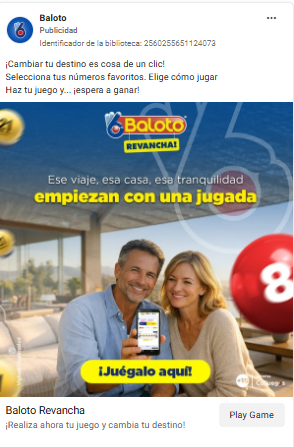 Baloto
Publicidad
Identificador de la biblioteca: 2560255651124073
¡Cambiar tu destino es cosa de un clic!
Selecciona tus números favoritos. Elige cómo jugar
Haz tu juego y... ¡espera a ganar!
Baloto
REVANCHA!
Ese viaje, esa casa, esa tranquilidad
empiezan con una jugada
8
¡Juégalo aquí!
Baloto Revancha
¡Realiza ahora tu juego y cambia tu destino!
Play Game